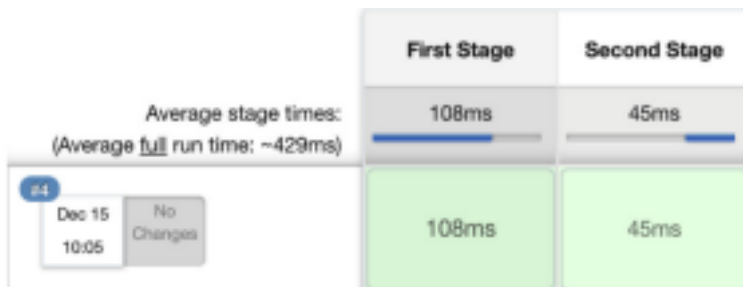 First Stage
Second Stage
Average stage times:
108ms
45ms
(Average full run time: ~429ms)
#4
Dec 15
No
Changes
10:05
108ms
45ms